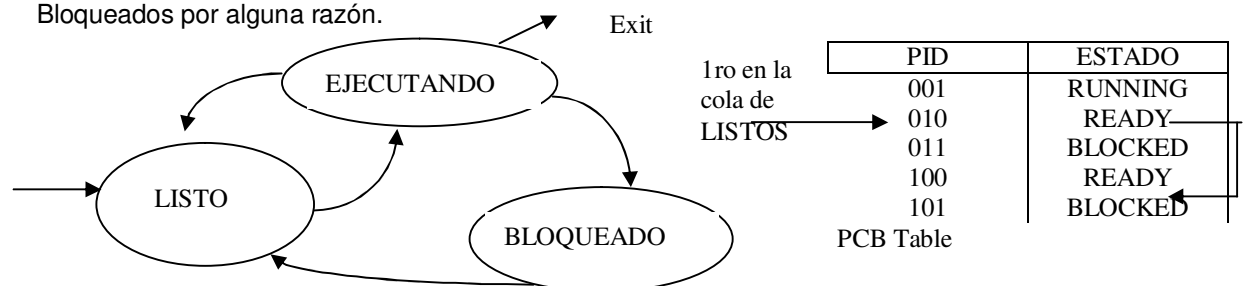 Bloqueados por alguna razón.
Exit
EJECUTANDO
LISTO
BLOQUEADO
1ro en la
cola de
LISTOS
PID ESTADO
001 RUNNING
010 READY
011 BLOCKED
100 READY
101 BLOCKED
PCB Table